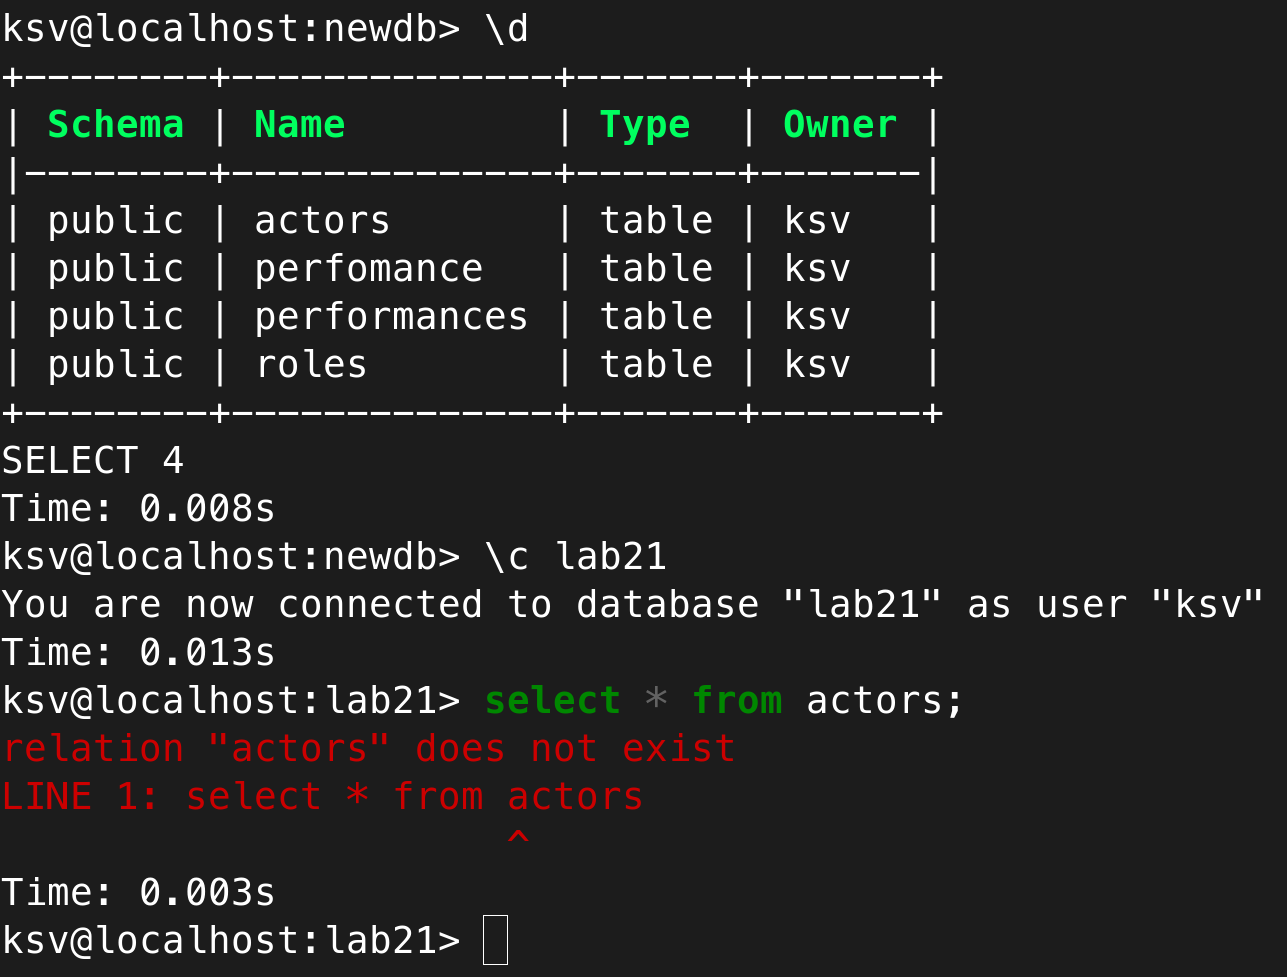 ksv@localhost:newdb> \d
+--------+--------------+-------+-------+
| Schema | Name         | Type  | Owner |
|--------+--------------+-------+-------|
| public | actors       | table | ksv   |
| public | perfomance   | table | ksv   |
| public | performances | table | ksv   |
| public | roles        | table | ksv   |
+--------+--------------+-------+-------+
SELECT 4
Time: 0.008s
ksv@localhost:newdb> \c lab21
You are now connected to database "lab21" as user "ksv"
Time: 0.013s
ksv@localhost:lab21> select * from actors;
relation "actors" does not exist
LINE 1: select * from actors
                      ^
Time: 0.003s
ksv@localhost:lab21>